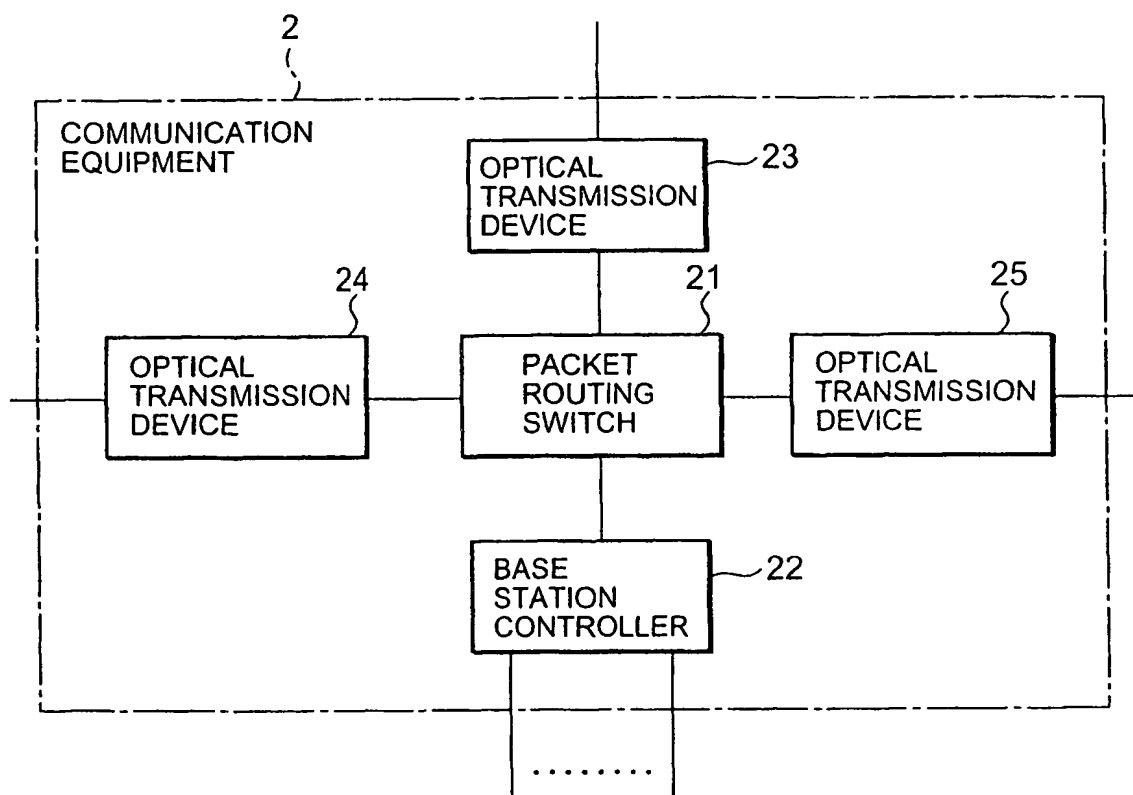 2
COMMUNICATION
EQUIPMENT
OPTICAL
TRANSMISSION
DEVICE
23
24
OPTICAL
TRANSMISSION
DEVICE
21
PACKET
ROUTING
SWITCH
25
OPTICAL
TRANSMISSION
DEVICE
BASE
STATION
CONTROLLER
22